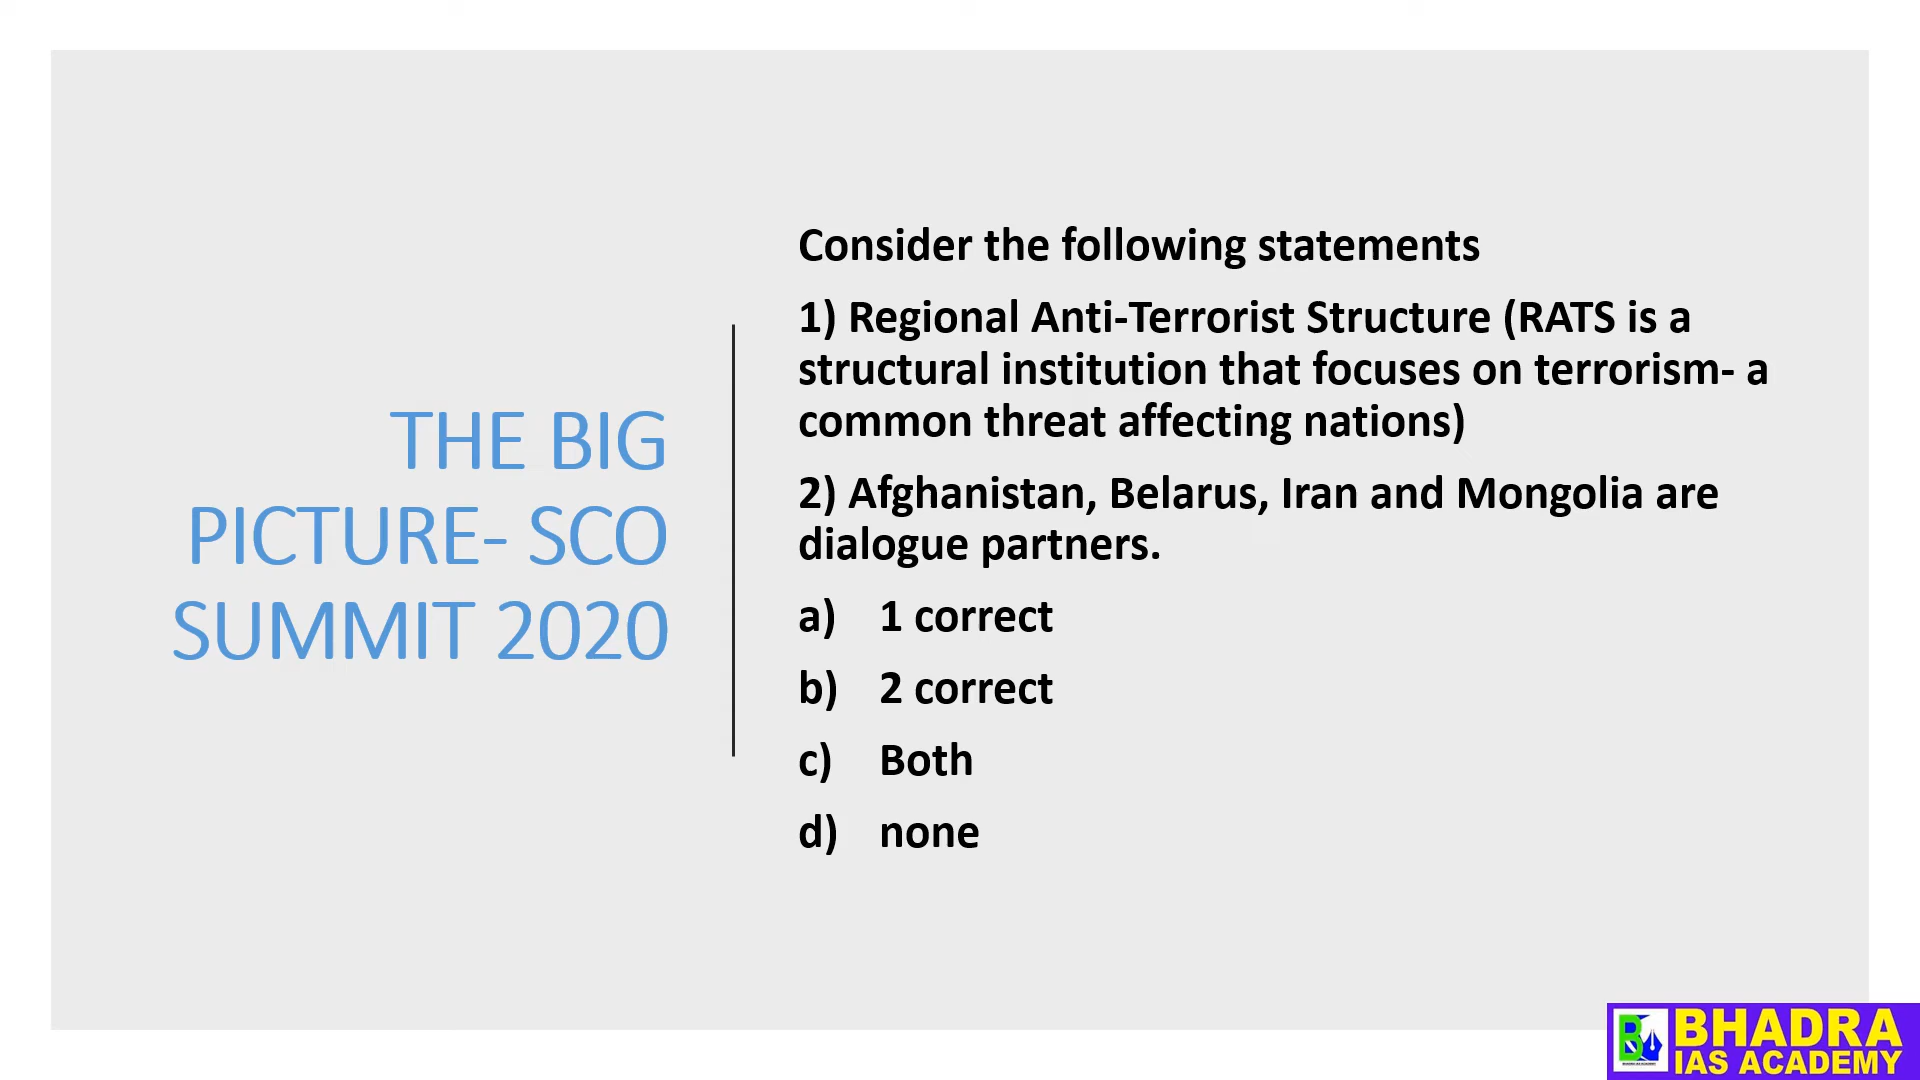 THE BIG
PICTURE- SCO
SUMMIT 2020
Consider the following statements
1) Regional Anti-Terrorist Structure (RATS is a
structural institution that focuses on terrorism- a
common threat affecting nations)
2) Afghanistan, Belarus, Iran and Mongolia are
dialogue partners.
a) 1 correct
b) 2 correct
c) Both
d) none
BHADRA
IAS ACADEMY